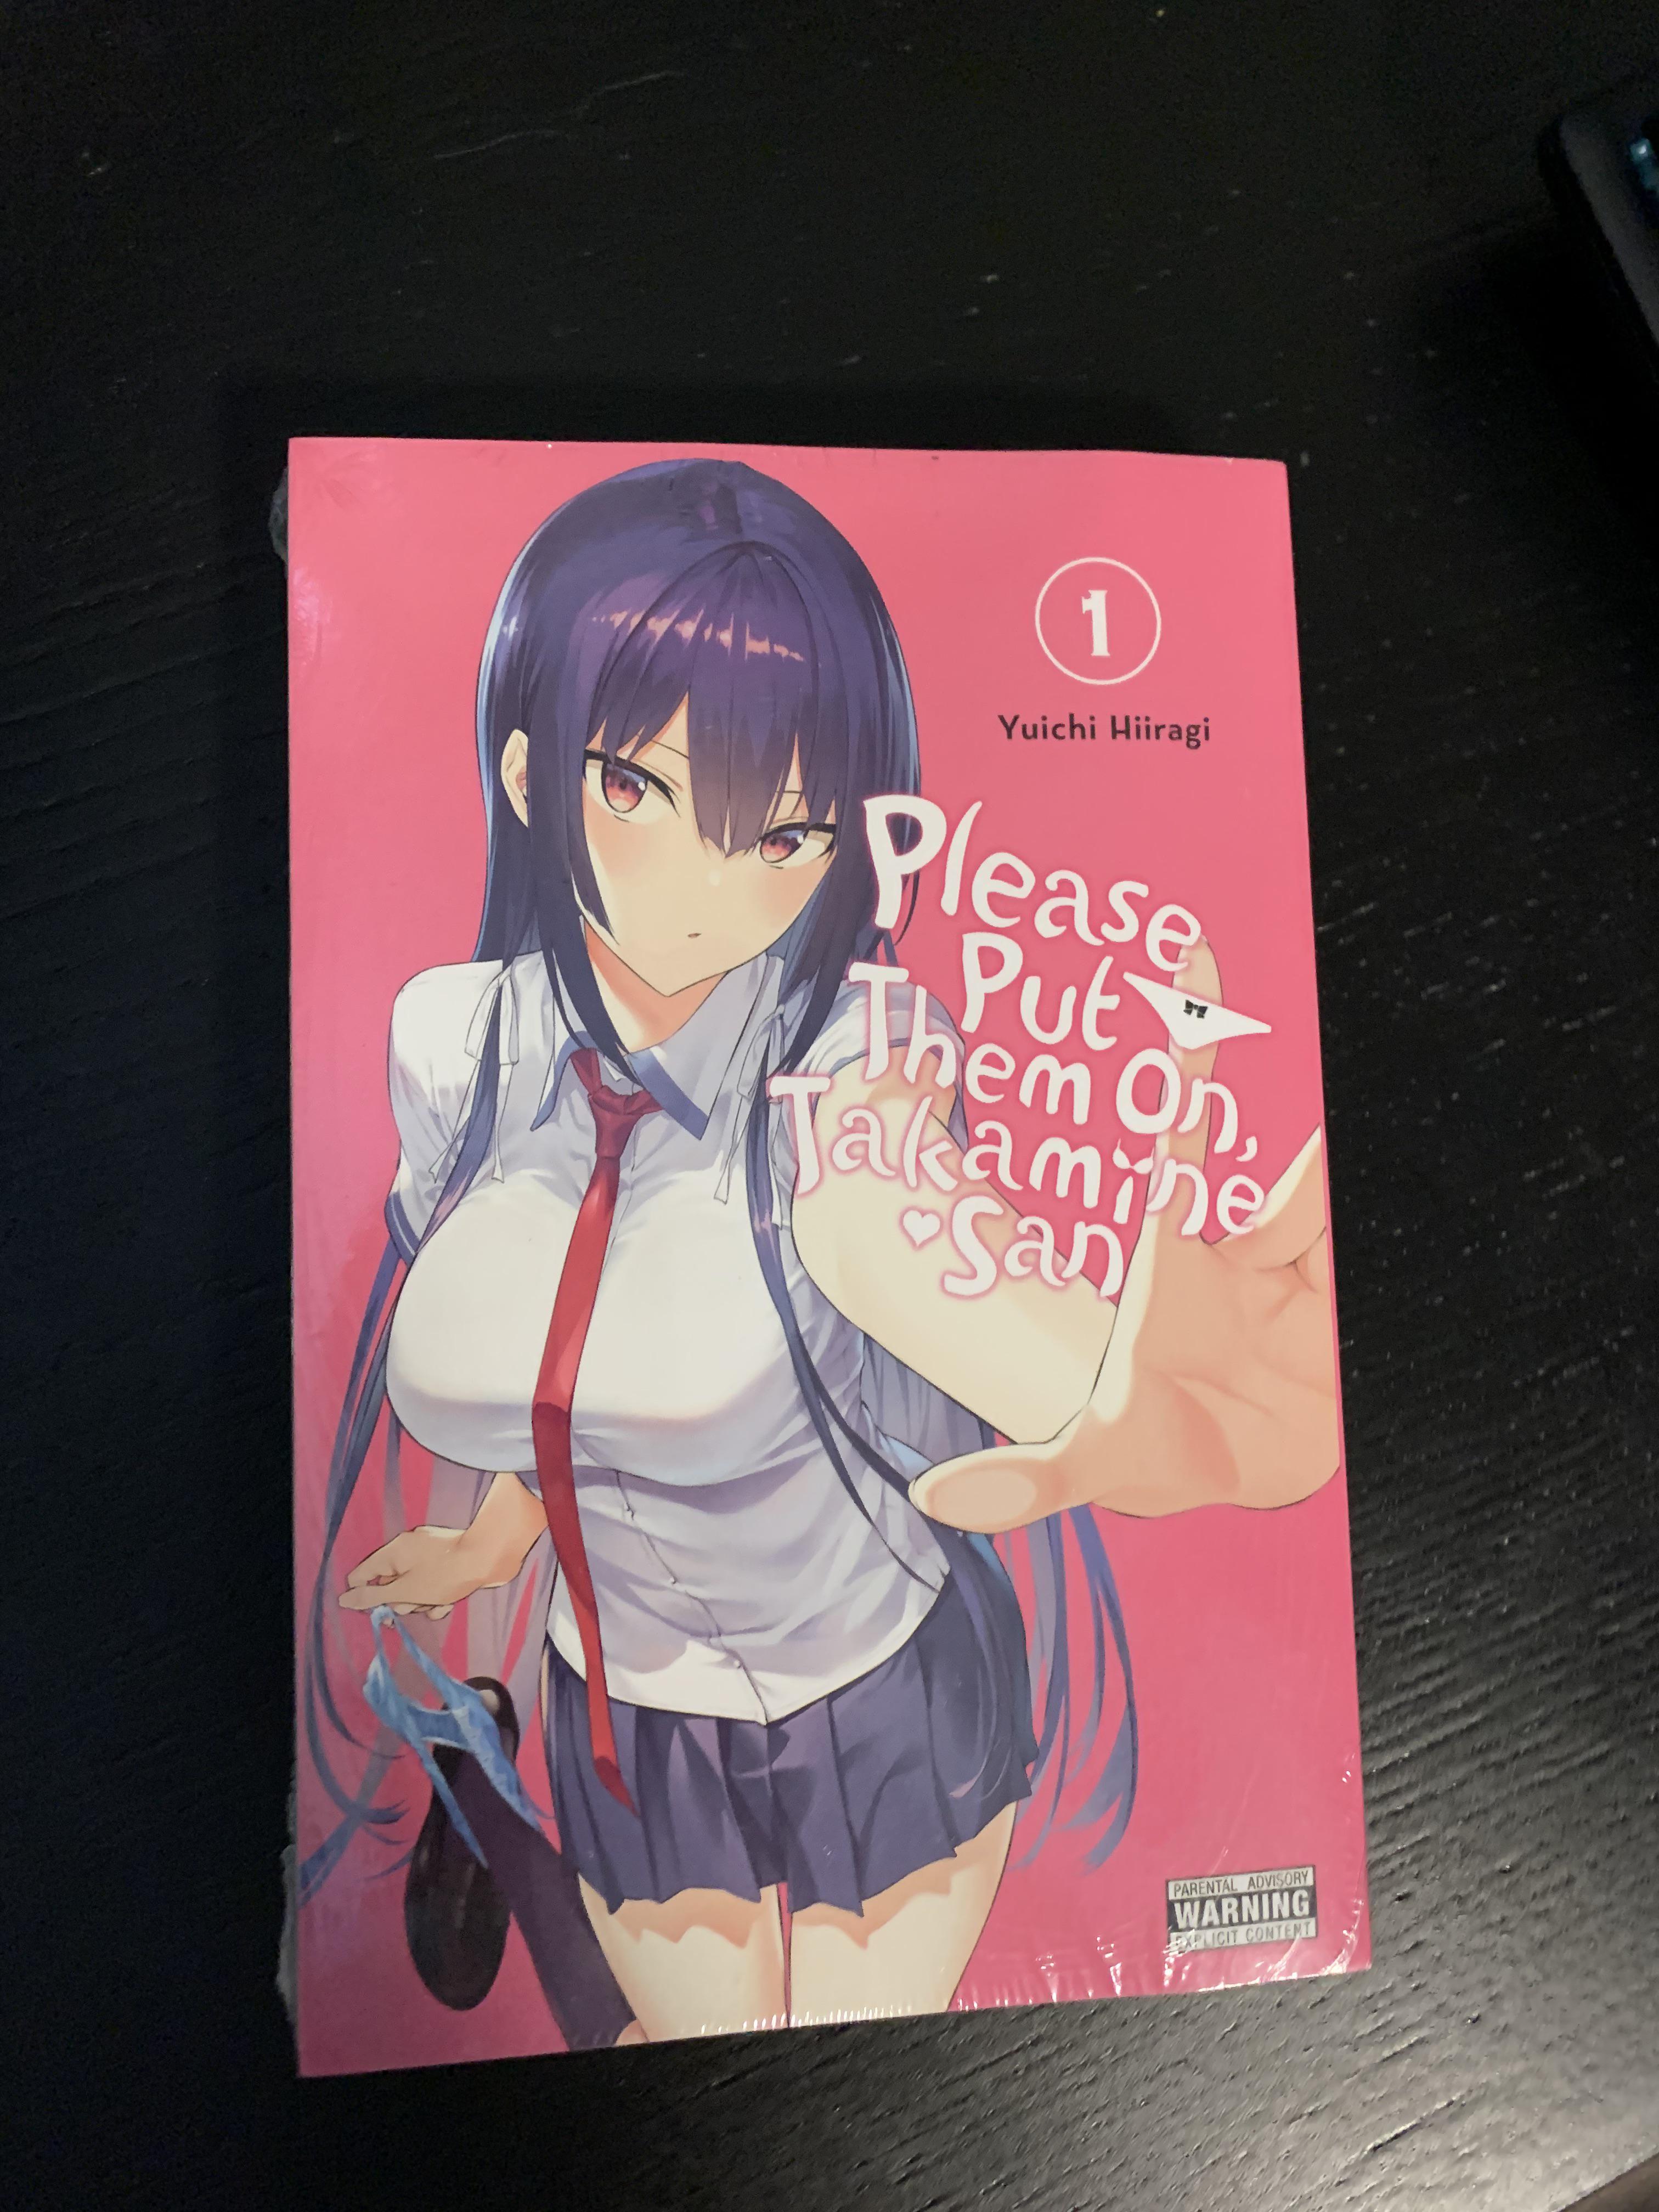 1
Yuichi Hiiragi
Please
Put
Them On,
Takamine
San
PARENTAL ADVISORY
WARNING
EXPLICIT CONTENT